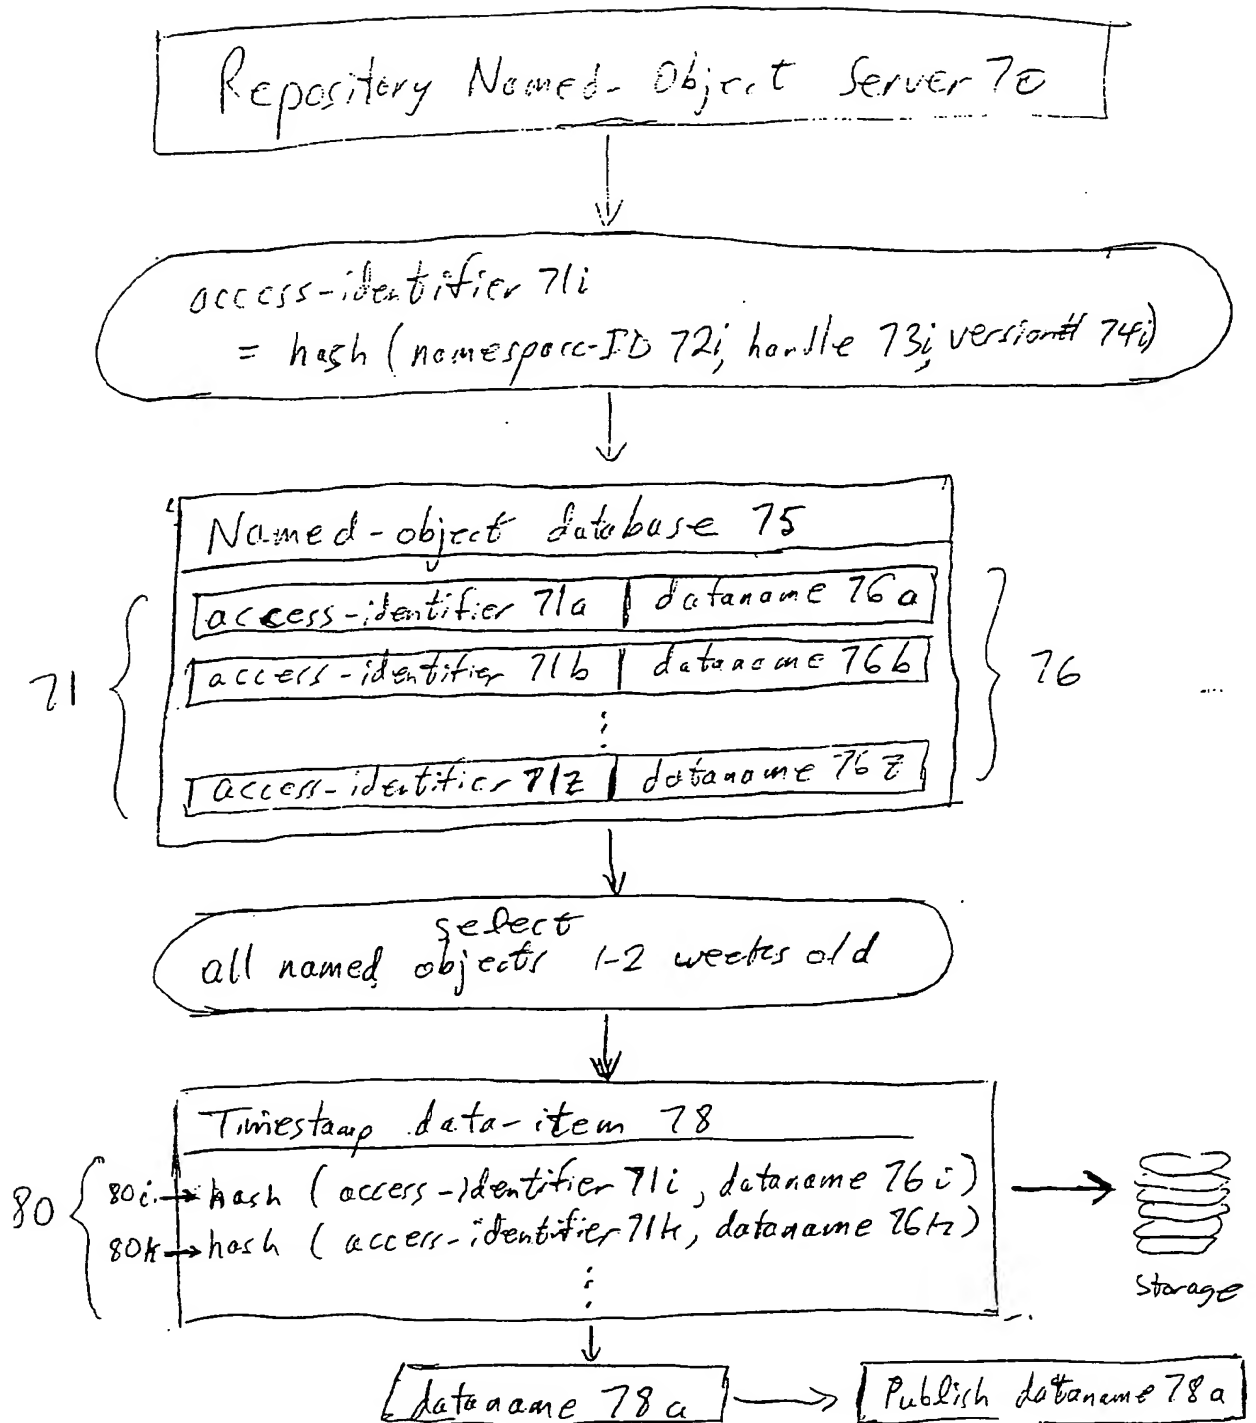 Repository Named-Object Server 70
access-identifier 71i
= hash (namespace-ID 72i, handle 73i, version# 74i)
Named-object database 75
access-identifier 71a | dataname 76a
access-identifier 71b | dataname 76b
71
76
...
access-identifier 71z | dataname 76z
select
all named objects 1-2 weeks old
Timestamp data-item 78
80
80i → hash (access-identifier 71i, dataname 76i)
80k → hash (access-identifier 71k, dataname 76k)
storage
dataname 78a
Publish dataname 78a